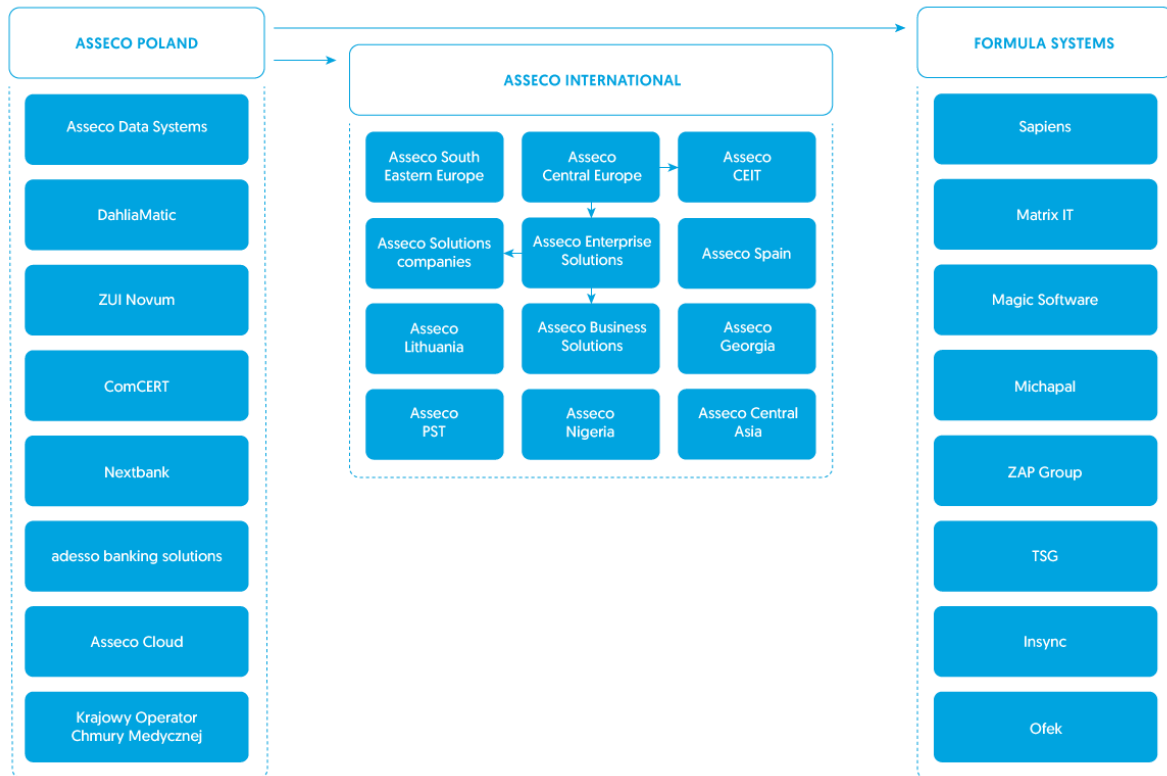 ASSECO POLAND
Asseco Data Systems
DahliaMatic
ZUI Novum
ComCERT
Nextbank
adesso banking solutions
Asseco Cloud
Krajowy Operator
Chmury Medycznej
ASSECO INTERNATIONAL
Asseco South
Eastern Europe
Asseco
Central Europe
Asseco
CEIT
Asseco Solutions
companies
Asseco Enterprise
Solutions
Asseco Spain
Asseco
Lithuania
Asseco Business
Solutions
Asseco
Georgia
Asseco
PST
Asseco
Nigeria
Asseco Central
Asia
FORMULA SYSTEMS
Sapiens
Matrix IT
Magic Software
Michapal
ZAP Group
TSG
Insync
Ofek